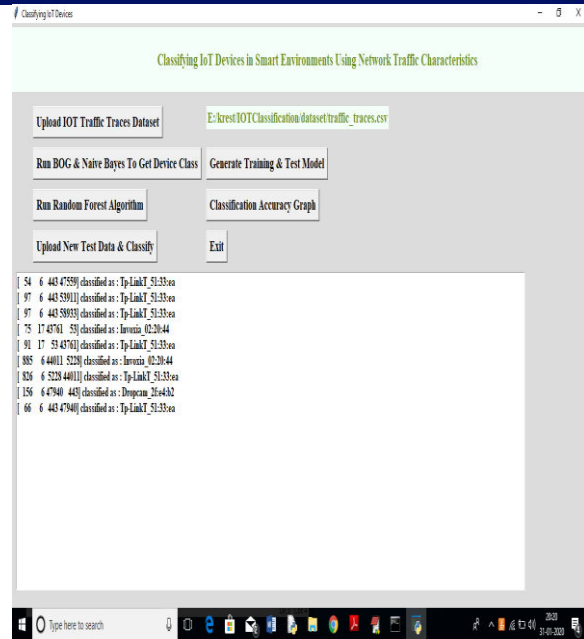 Classifying IoT Devices
Classifying IoT Devices in Smart Environments Using Network Traffic Characteristics
Upload IOT Traffic Traces Dataset
E:/krest/IOTClassification/dataset/traffic_traces.csv
Run BOG & Naive Bayes To Get Device Class
Generate Training & Test Model
Run Random Forest Algorithm
Classification Accuracy Graph
Upload New Test Data & Classify
Exit
[ 54 6 443 47559] classified as : Tp-LinkT_51:33:ea
[ 97 6 443 53911] classified as : Tp-LinkT_51:33:ea
[ 97 6 443 58933] classified as : Tp-LinkT_51:33:ea
[ 75 17 43761 53] classified as : Invoxia_02:20:44
[ 91 17 53 43761] classified as : Tp-LinkT_51:33:ea
[ 885 6 44011 5228] classified as : Invoxia_02:20:44
[ 826 6 5228 44011] classified as : Tp-LinkT_51:33:ea
[ 156 6 47940 443] classified as : Dropcam_2f:e4:b2
[ 66 6 443 47940] classified as : Tp-LinkT_51:33:ea
Type here to search
20:20
31-01-2020